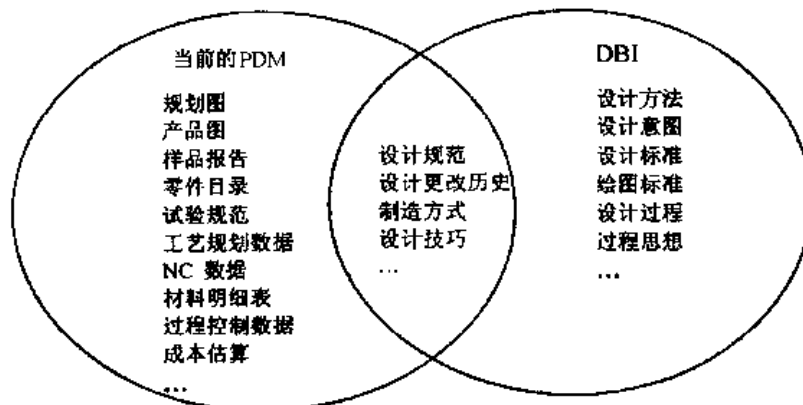 当前的PDM
规划图
产品图
样品报告
零件目录
试验规范
工艺规划数据
NC 数据
材料明细表
过程控制数据
成本估算
…
设计规范
设计更改历史
制造方式
设计技巧
…
DBI
设计方法
设计意图
设计标准
绘图标准
设计过程
过程思想
…